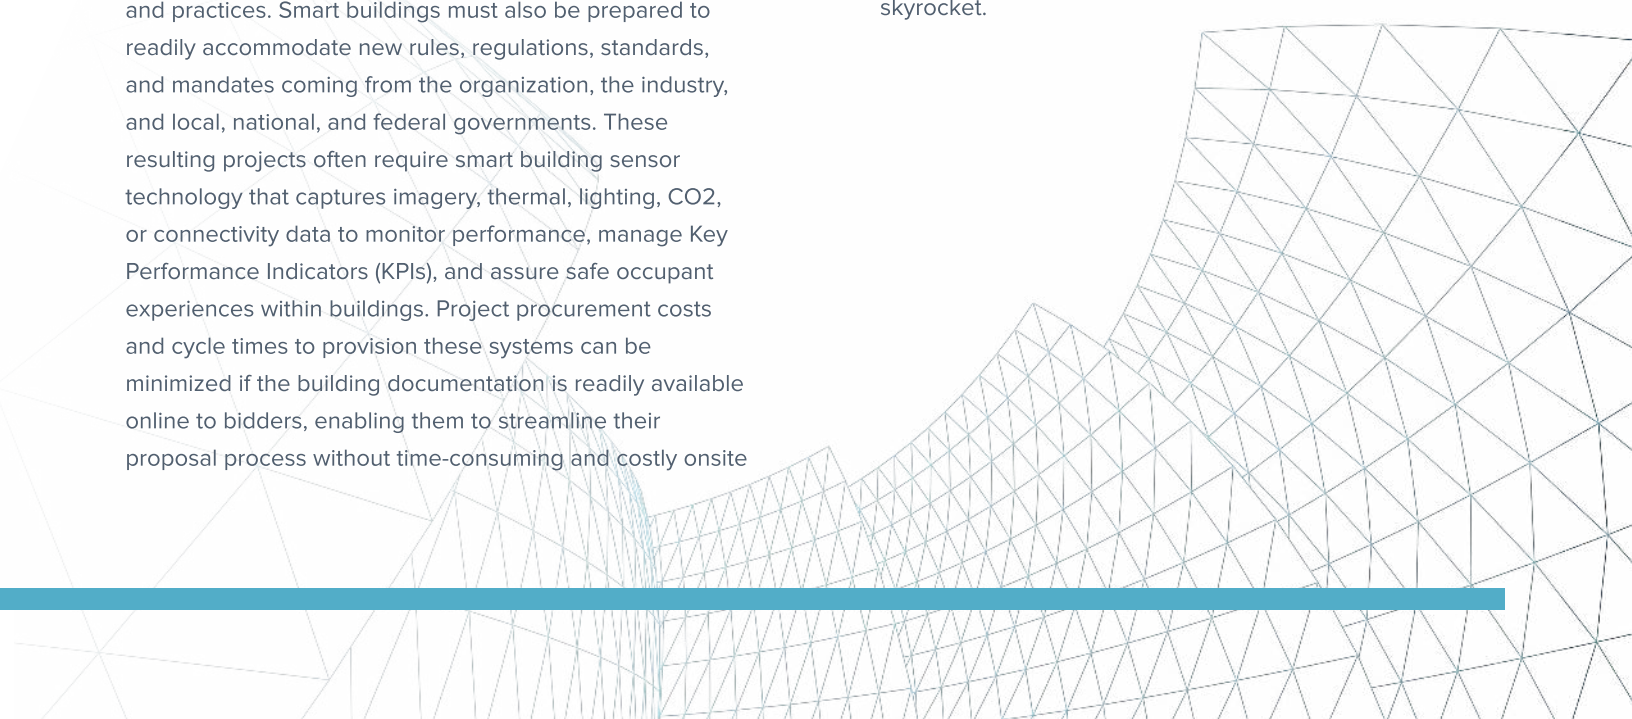 and practices. Smart buildings must also be prepared to
readily accommodate new rules, regulations, standards,
and mandates coming from the organization, the industry,
and local, national, and federal governments. These
resulting projects often require smart building sensor
technology that captures imagery, thermal, lighting, CO2,
or connectivity data to monitor performance, manage Key
Performance Indicators (KPIs), and assure safe occupant
experiences within buildings. Project procurement costs
and cycle times to provision these systems can be
minimized if the building documentation is readily available
online to bidders, enabling them to streamline their
proposal process without time-consuming and costly onsite
skyrocket.